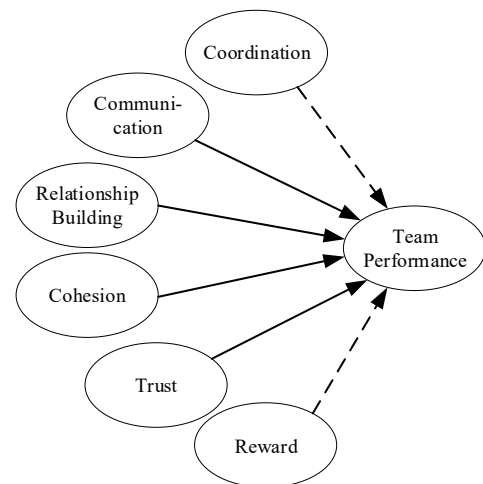 Coordination
Communi-
cation
Relationship
Building
Team
Performance
Cohesion
Trust
Reward